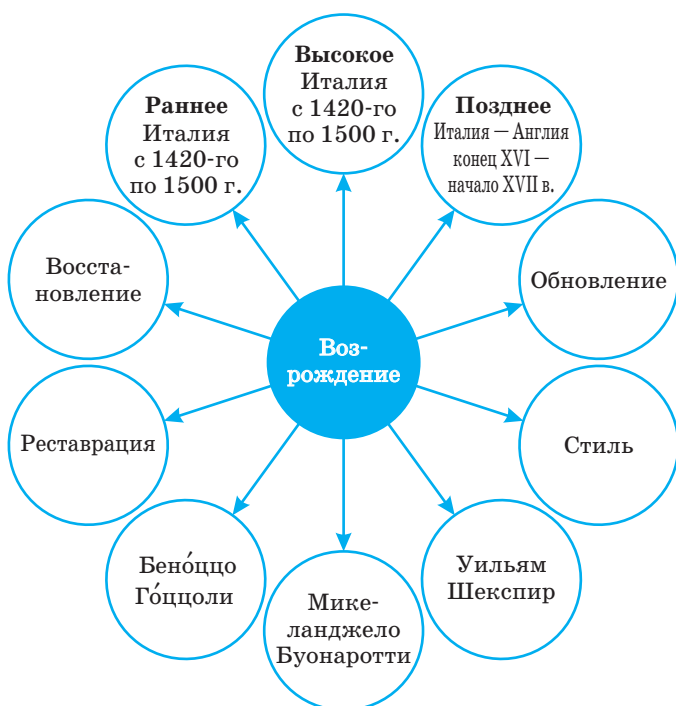 Высокое
Италия
с 1420-го
по 1500 г.
Раннее
Италия
с 1420-го
по 1500 г.
Позднее
Италия — Англия
конец XVI —
начало XVII в.
Восста-
новление
Обновление
Воз-
рождение
Реставрация
Стиль
Бено́ццо
Го́ццоли
Мике-
ланджело
Буонаротти
Уильям
Шекспир